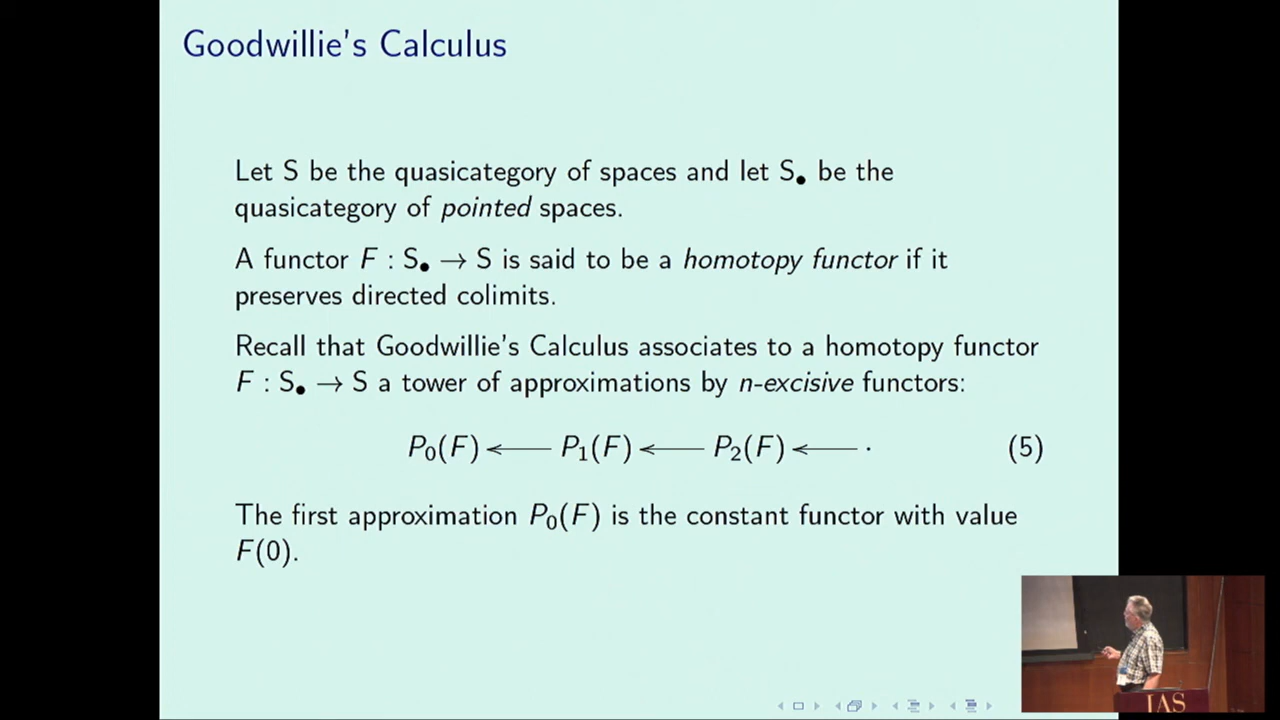 Goodwillie's Calculus
Let S be the quasicategory of spaces and let S• be the
quasicategory of pointed spaces.
A functor F : S• → S is said to be a homotopy functor if it
preserves directed colimits.
Recall that Goodwillie's Calculus associates to a homotopy functor
F : S• → S a tower of approximations by n-excisive functors:
P₀(F) ← P₁(F) ← P₂(F) ← · (5)
The first approximation P₀(F) is the constant functor with value
F(0).
IAS